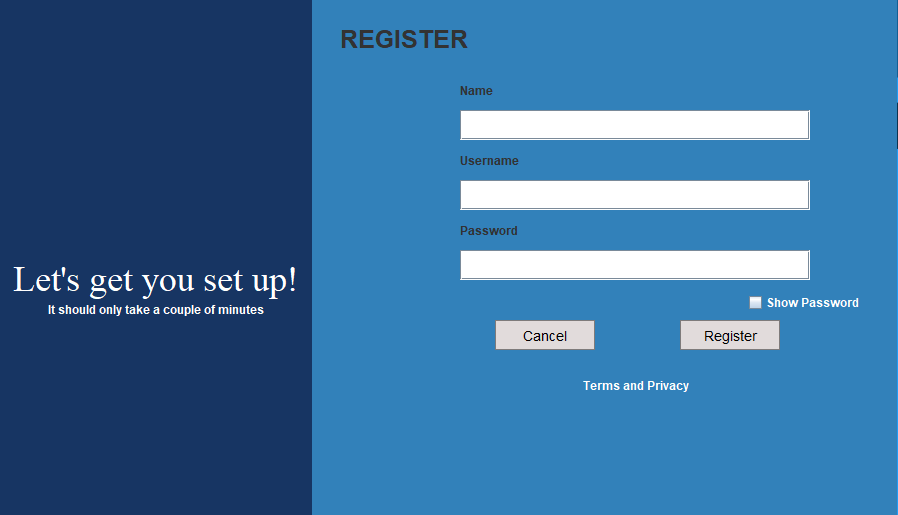 REGISTER
Name
Username
Password
Let's get you set up!
It should only take a couple of minutes
Show Password
Cancel
Register
Terms and Privacy